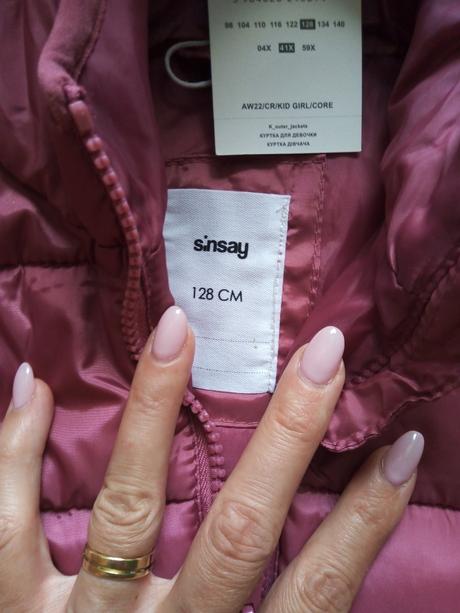 98 104 110 116 122 128 134 140
04X 41X 59X
AW22/CR/KID GIRL/CORE
K_outer_jackets
КУРТКА ДЛЯ ДЕВОЧКИ
КУРТКА ДІВЧАЧА
sinsay
128 CM